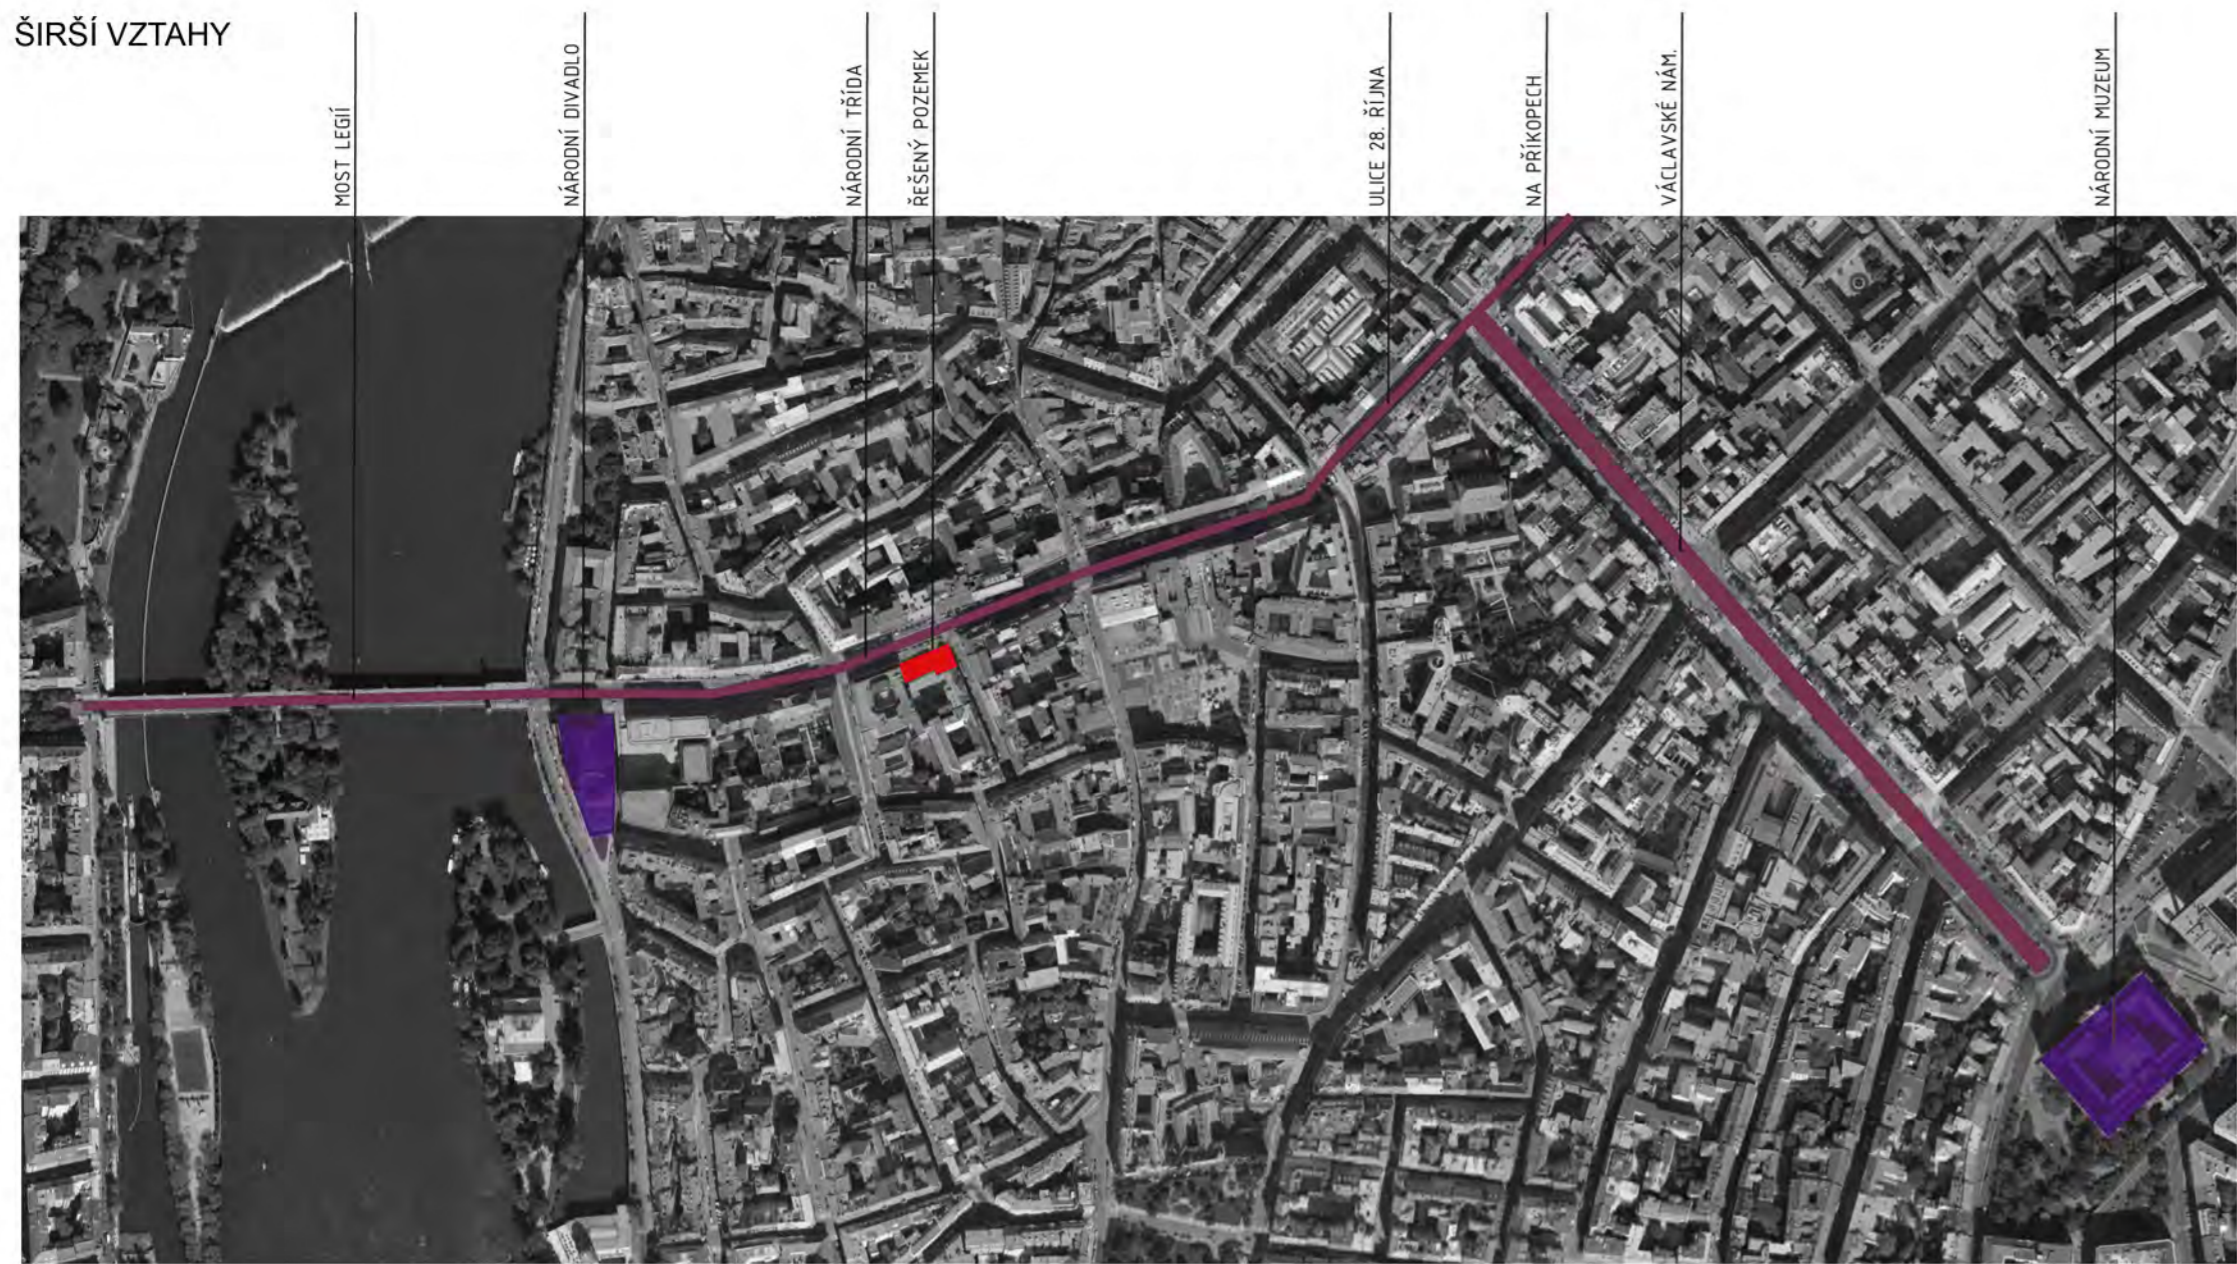 ŠIRŠÍ VZTAHY
MOST LEGIÍ
NÁRODNÍ DIVADLO
NÁRODNÍ TŘÍDA
ŘEŠENÝ POZEMEK
ULICE 28. ŘÍJNA
NA PŘÍKOPECH
VÁCLAVSKÉ NÁM.
NÁRODNÍ MUZEUM